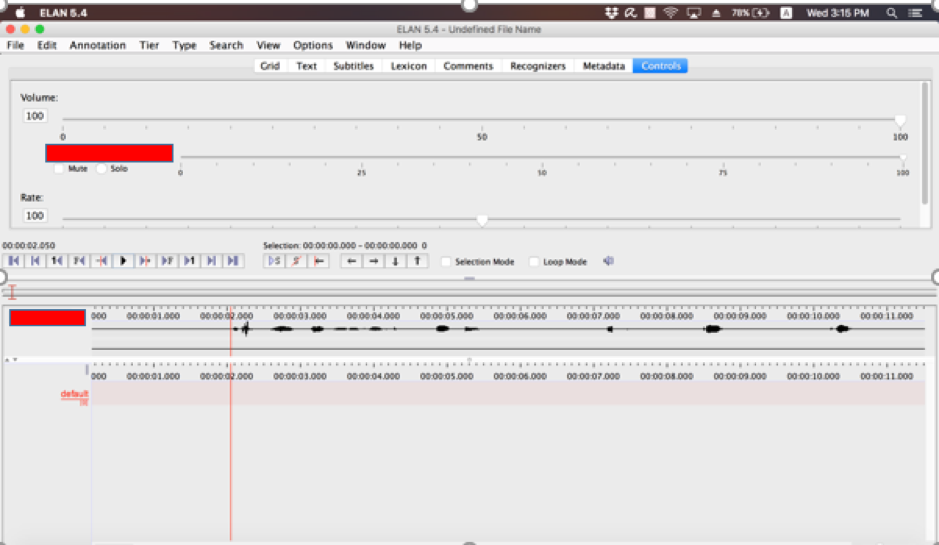 ELAN 5.4 78% Wed 3:15 PM
ELAN 5.4 - Undefined File Name
File Edit Annotation Tier Type Search View Options Window Help
Grid Text Subtitles Lexicon Comments Recognizers Metadata Controls
Volume:
100
0 50 100
Mute Solo
0 25 50 75 100
Rate:
100
00:00:02.050 Selection: 00:00:00.000 - 00:00:00.000 0
Selection Mode Loop Mode
000 00:00:01.000 00:00:02.000 00:00:03.000 00:00:04.000 00:00:05.000 00:00:06.000 00:00:07.000 00:00:08.000 00:00:09.000 00:00:10.000 00:00:11.000
000 00:00:01.000 00:00:02.000 00:00:03.000 00:00:04.000 00:00:05.000 00:00:06.000 00:00:07.000 00:00:08.000 00:00:09.000 00:00:10.000 00:00:11.000
default